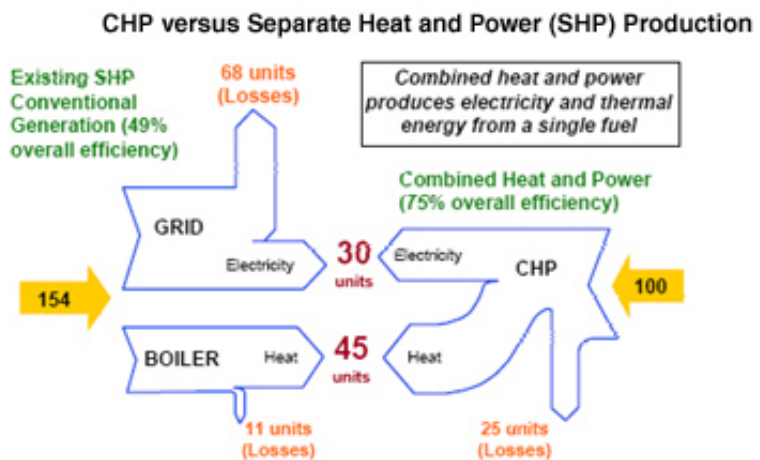 CHP versus Separate Heat and Power (SHP) Production
Existing SHP
Conventional
Generation (49%
overall efficiency)
68 units
(Losses)
Combined heat and power
produces electricity and thermal
energy from a single fuel
Combined Heat and Power
(75% overall efficiency)
GRID
Electricity
30
units
Electricity
CHP
154
100
BOILER
Heat
45
units
Heat
11 units
(Losses)
25 units
(Losses)